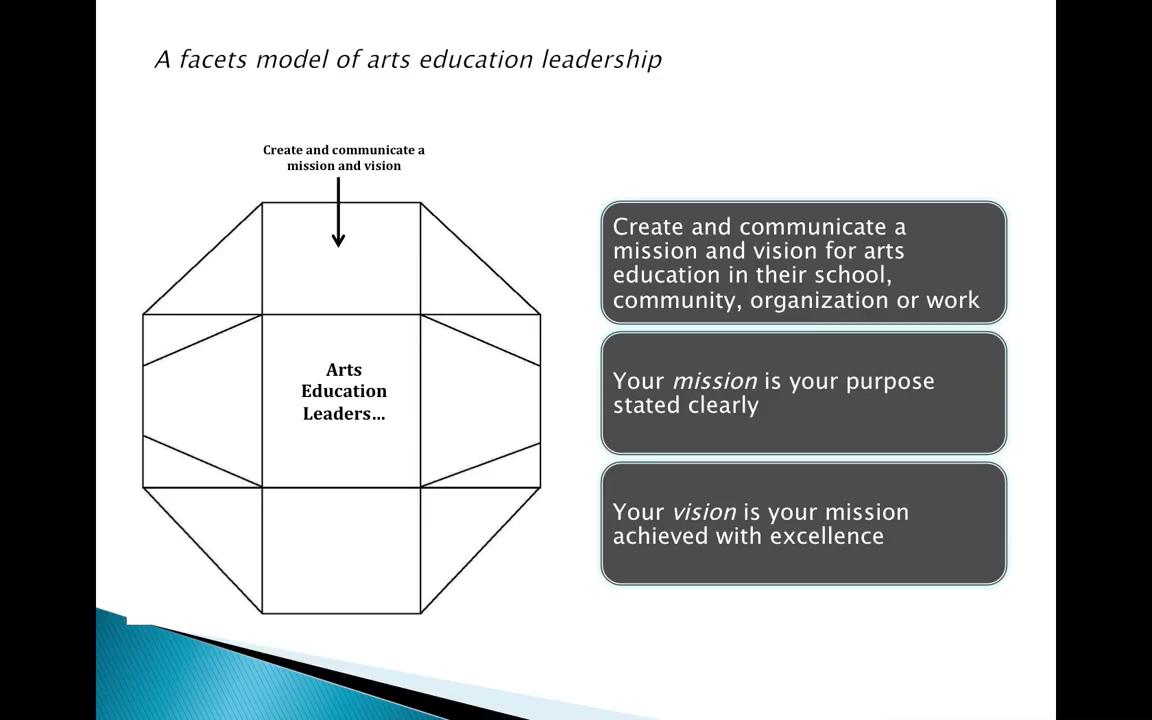 A facets model of arts education leadership
Create and communicate a
mission and vision
Arts
Education
Leaders...
Create and communicate a
mission and vision for arts
education in their school,
community, organization or work
Your mission is your purpose
stated clearly
Your vision is your mission
achieved with excellence